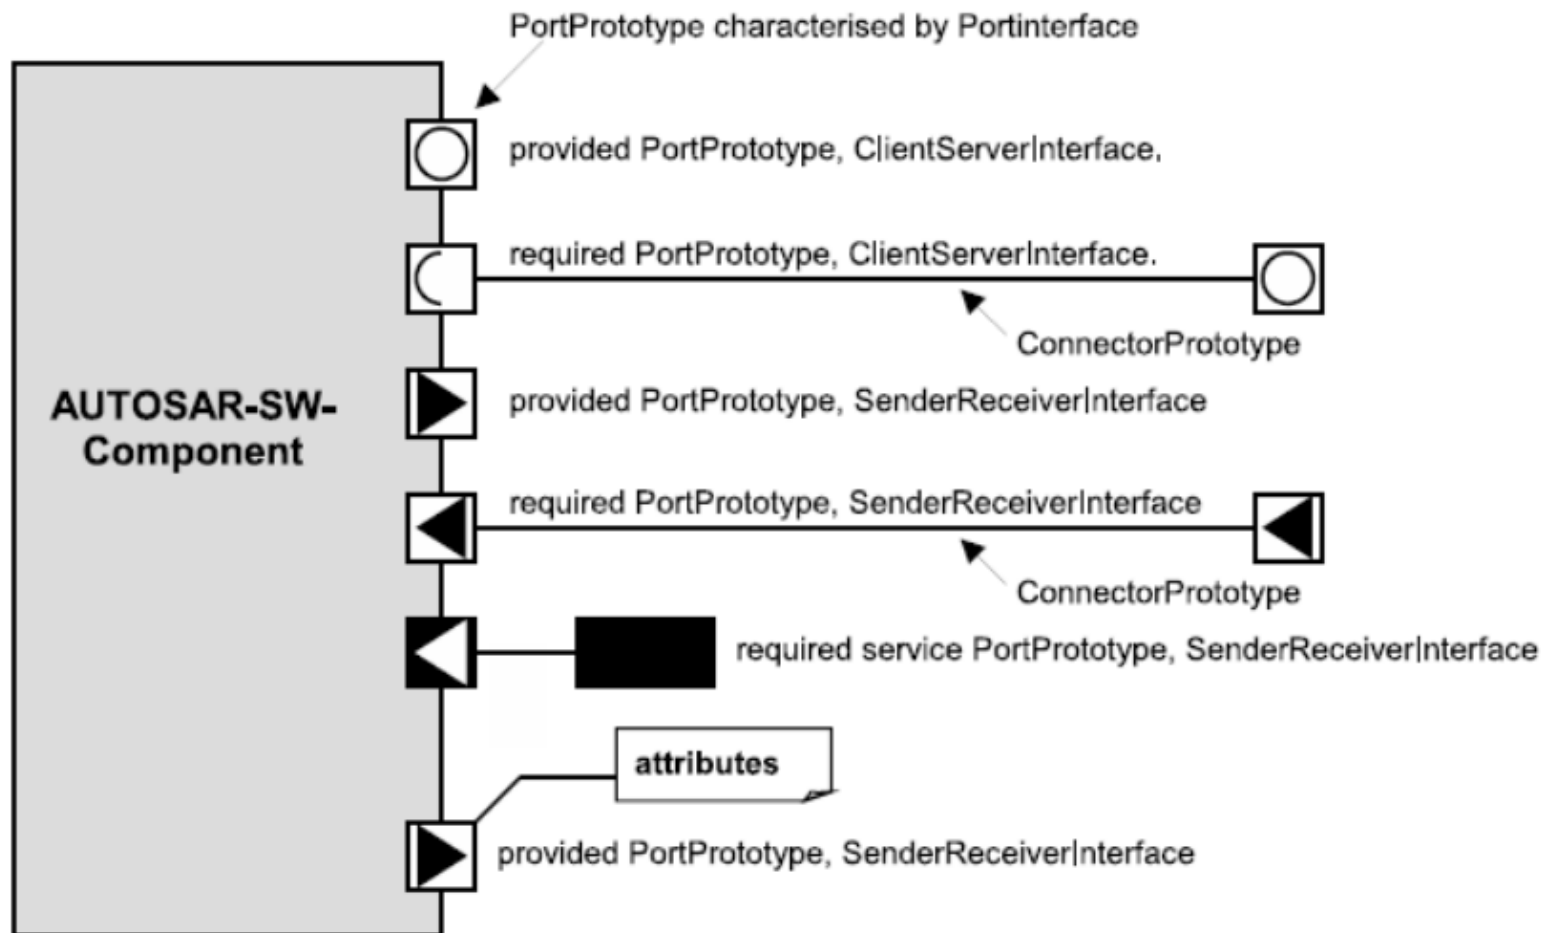 PortPrototype characterised by Portinterface
provided PortPrototype, ClientServerInterface.
required PortPrototype, ClientServerInterface.
ConnectorPrototype
AUTOSAR-SW-
Component
provided PortPrototype, SenderReceiverInterface
required PortPrototype, SenderReceiverInterface
ConnectorPrototype
required service PortPrototype, SenderReceiverInterface
attributes
provided PortPrototype, SenderReceiverInterface